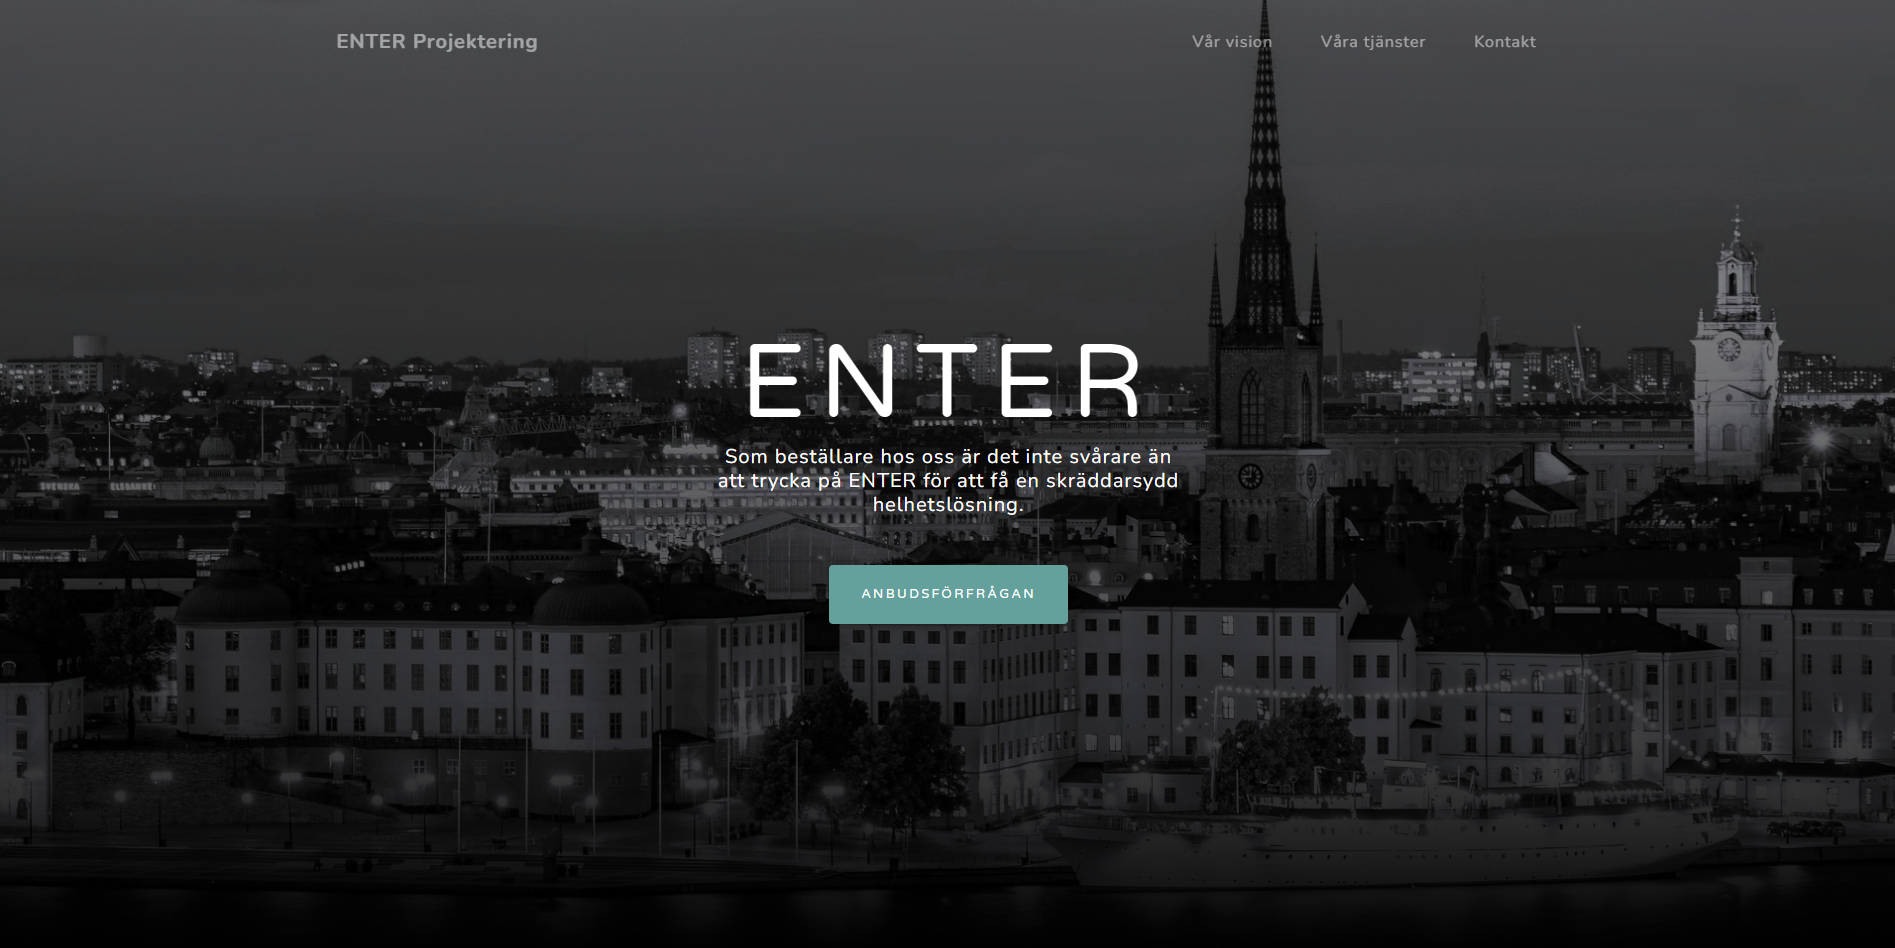 ENTER Projektering
Vår vision
Våra tjänster
Kontakt
ENTER
Som beställare hos oss är det inte svårare än
att trycka på ENTER för att få en skräddarsydd
helhetslösning.
ANBUDSFÖRFRÅGAN